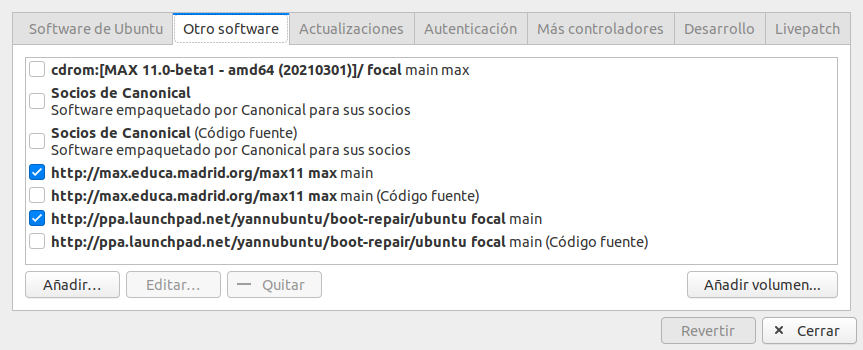 Software de Ubuntu Otro software Actualizaciones Autenticación Más controladores Desarrollo Livepatch
cdrom:[MAX 11.0-beta1 - amd64 (20210301)]/ focal main max
Socios de Canonical
Software empaquetado por Canonical para sus socios
Socios de Canonical (Código fuente)
Software empaquetado por Canonical para sus socios
http://max.educa.madrid.org/max11 max main
http://max.educa.madrid.org/max11 max main (Código fuente)
http://ppa.launchpad.net/yannubuntu/boot-repair/ubuntu focal main
http://ppa.launchpad.net/yannubuntu/boot-repair/ubuntu focal main (Código fuente)
Añadir... Editar... Quitar Añadir volumen...
Revertir Cerrar